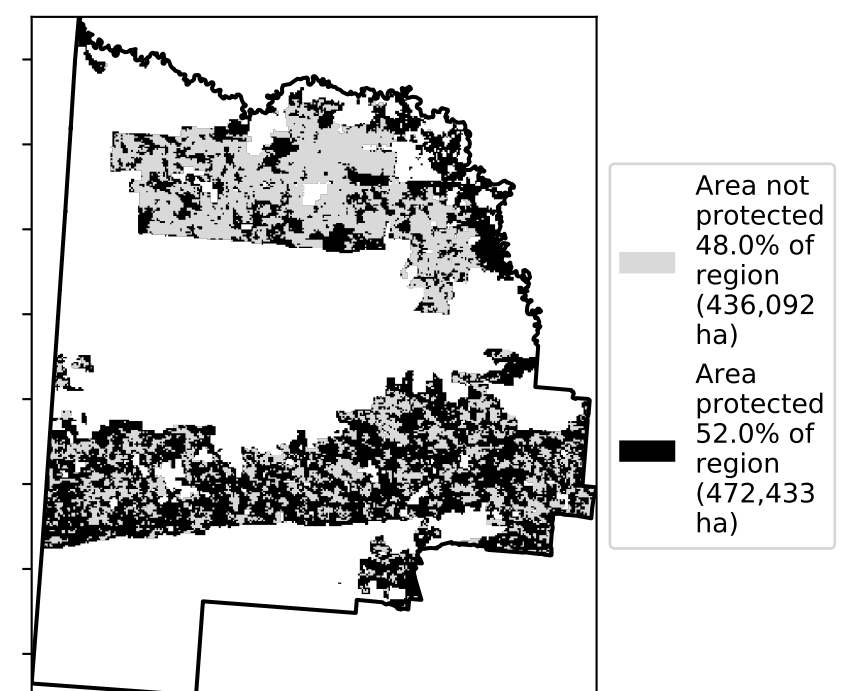 Area not
protected
48.0% of
region
(436,092
ha)
Area
protected
52.0% of
region
(472,433
ha)